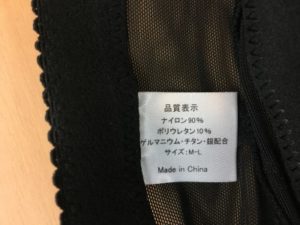 品質表示
ナイロン90%
ポリウレタン10%
ゲルマニウム・チタン・銀配合
サイズ：M-L
Made in China